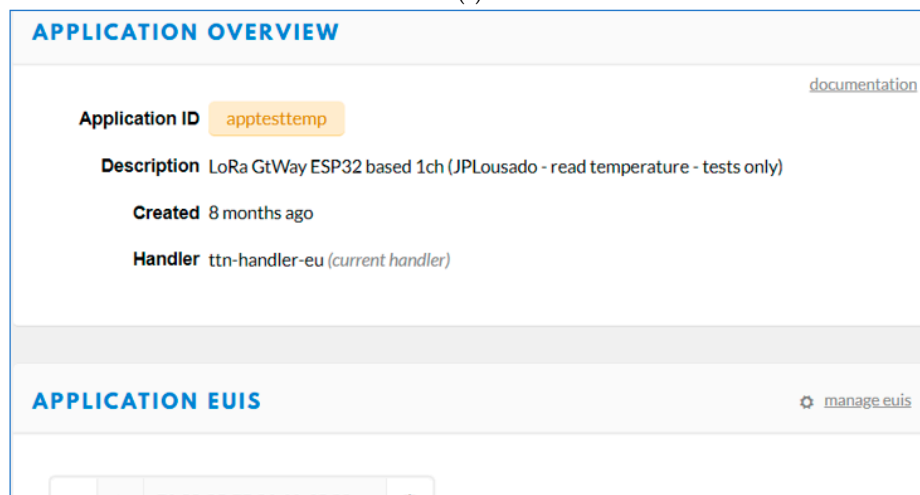 APPLICATION OVERVIEW
documentation
Application ID apptesttemp
Description LoRa GtWay ESP32 based 1ch (JPLousado - read temperature - tests only)
Created 8 months ago
Handler ttn-handler-eu (current handler)
APPLICATION EUIS
manage euis